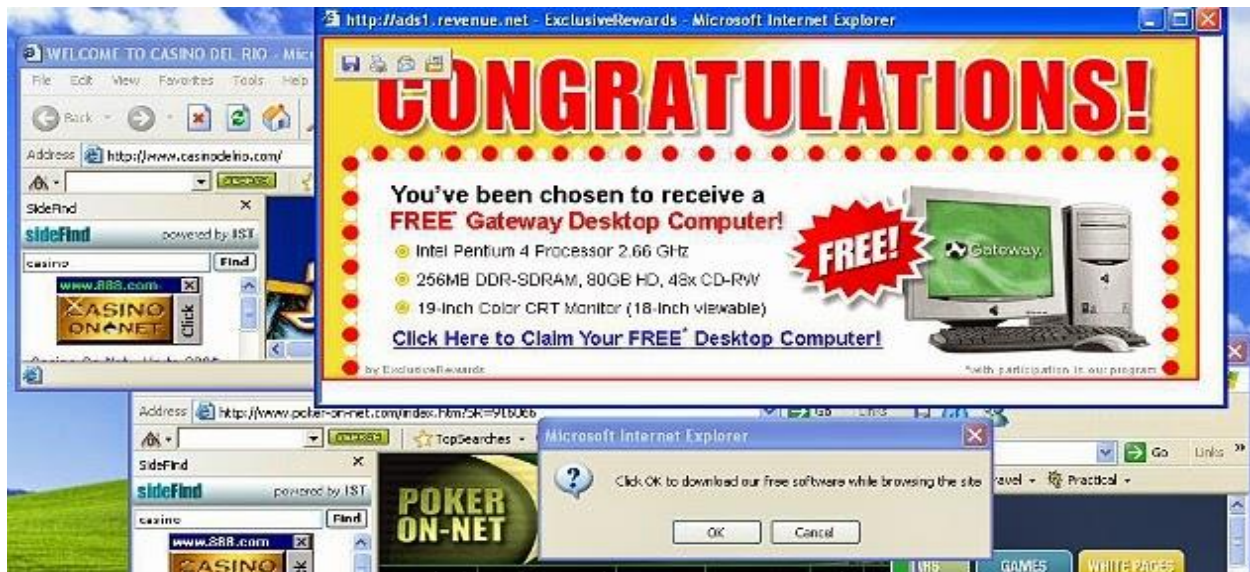 http://ads1.revenue.net - ExclusiveRewards - Microsoft Internet Explorer
WELCOME TO CASINO DEL RIO - Mic
File Edit View Favorites Tools Help
Back
Address http://www.casinodelrio.com/
SideFind
sideFind powered by IST
casino Find
www.888.com
CASINO
ON NET
Click
CONGRATULATIONS!
You've been chosen to receive a
FREE* Gateway Desktop Computer!
Intel Pentium 4 Processor 2.66 GHz
256MB DDR-SDRAM, 80GB HD, 48x CD-RW
19-inch Color CRT Monitor (18-inch viewable)
Click Here to Claim Your FREE* Desktop Computer!
FREE!
Gateway
by ExclusiveRewards
*with participation in our program
Address http://www.poker-on-net.com/index.htm?SR=916066
Go Links
TopSearches
SideFind
sideFind powered by IST
casino Find
www.888.com
CASINO
POKER
ON-NET
Microsoft Internet Explorer
Click OK to download our free software while browsing the site
OK Cancel
Go Links
ravel Practical
GAMES
WHITE PAGES